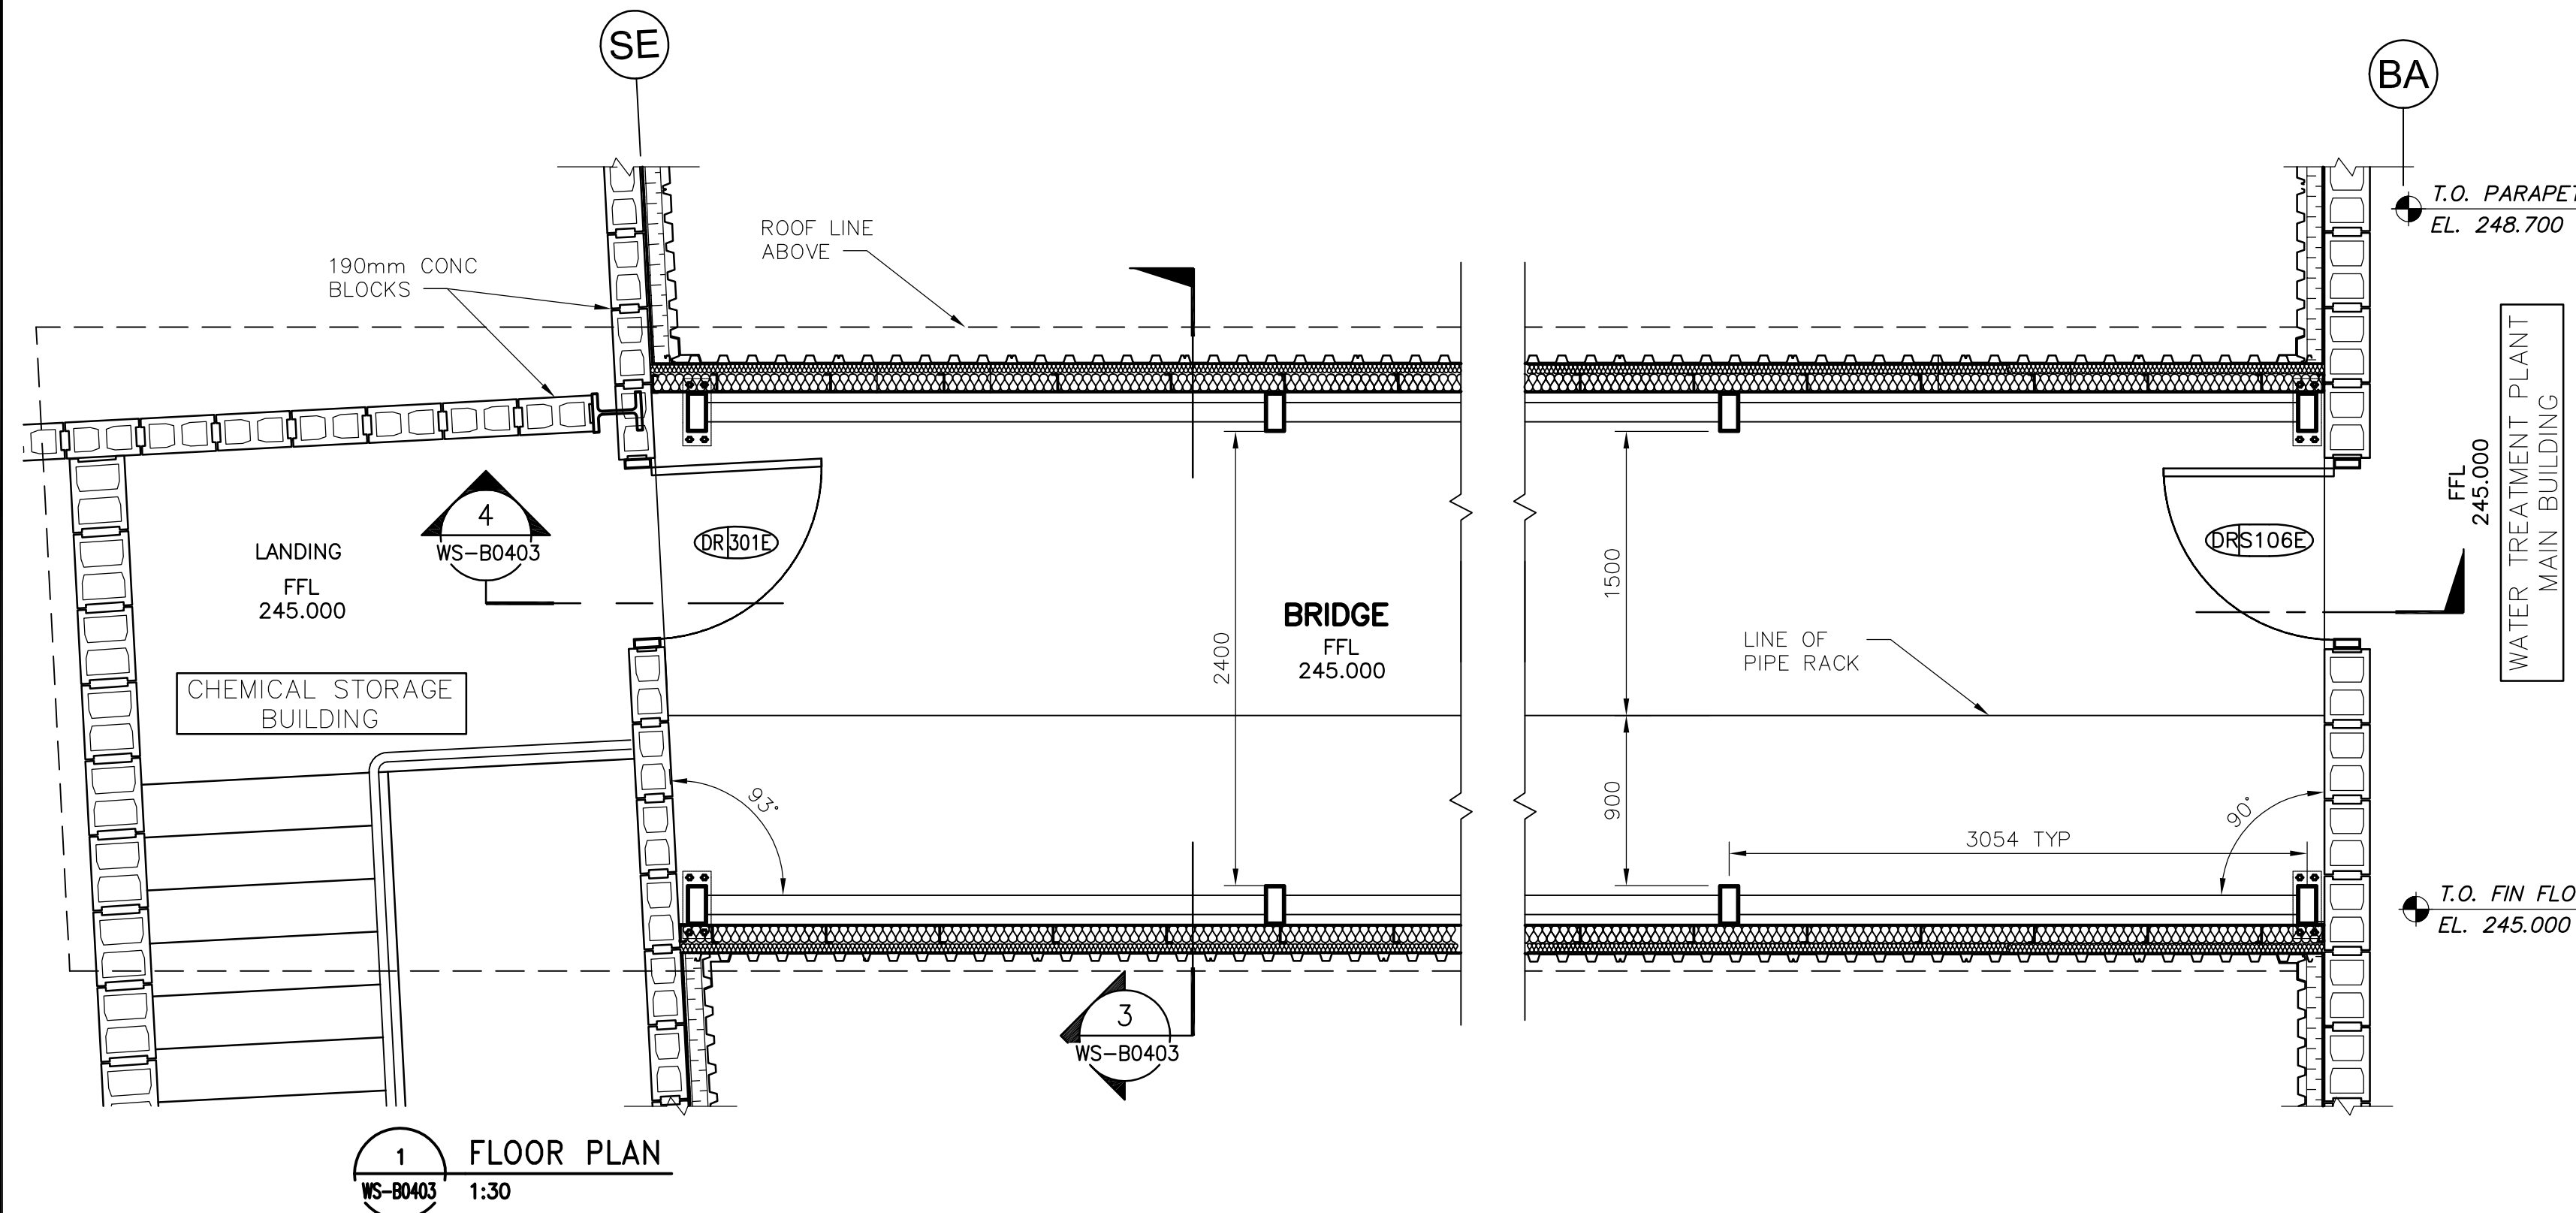 SE
BA
T.O. PARAPET
EL. 248.700
ROOF LINE
ABOVE
190mm CONC
BLOCKS
WATER TREATMENT PLANT
MAIN BUILDING
FFL
245.000
4
WS-B0403
DR 301E
DRS106E
LANDING
FFL
245.000
1500
2400
BRIDGE
FFL
245.000
LINE OF
PIPE RACK
CHEMICAL STORAGE
BUILDING
93°
900
90°
3054 TYP
T.O. FIN FLO
EL. 245.000
3
WS-B0403
1
WS-B0403
FLOOR PLAN
1:30